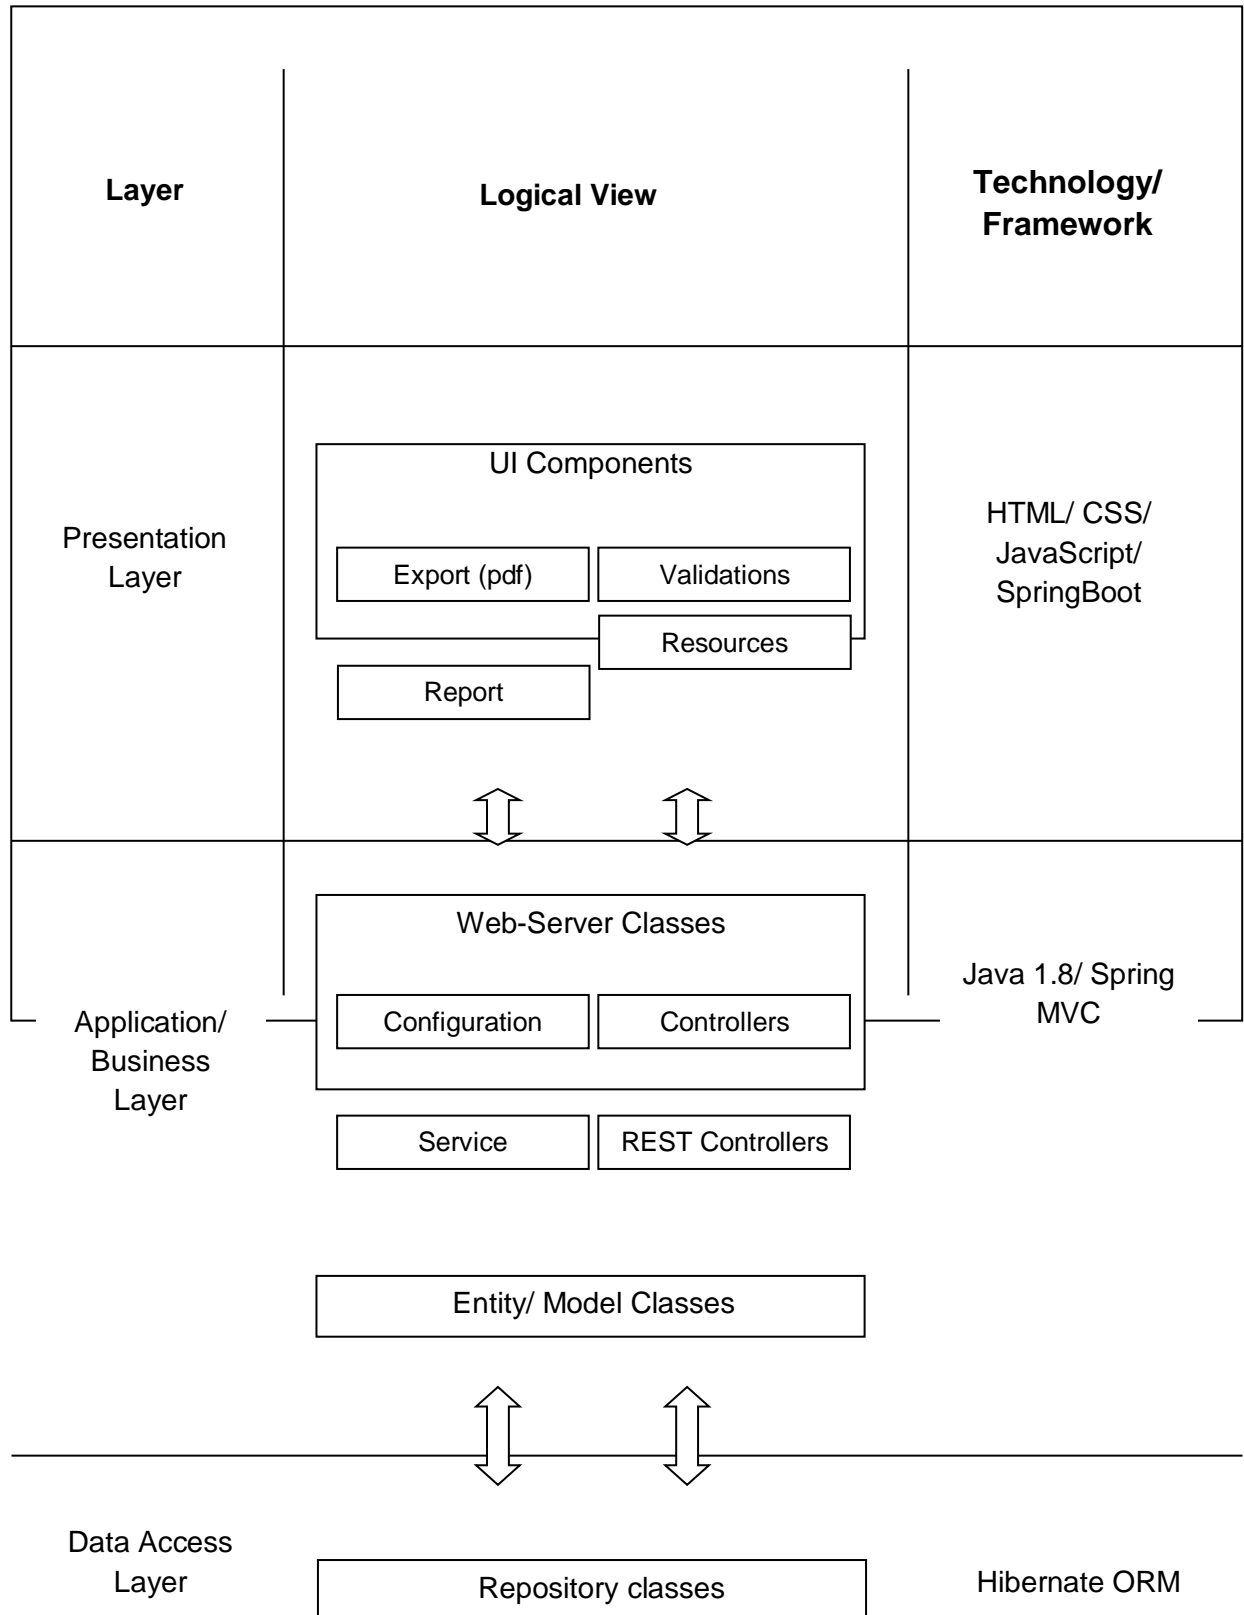 Layer
Logical View
Technology/
Framework
Presentation
Layer
UI Components
Export (pdf)
Validations
Resources
Report
HTML/ CSS/
JavaScript/
SpringBoot
Application/
Business
Layer
Web-Server Classes
Configuration
Controllers
Service
REST Controllers
Entity/ Model Classes
Java 1.8/ Spring
MVC
Data Access
Layer
Repository classes
Hibernate ORM